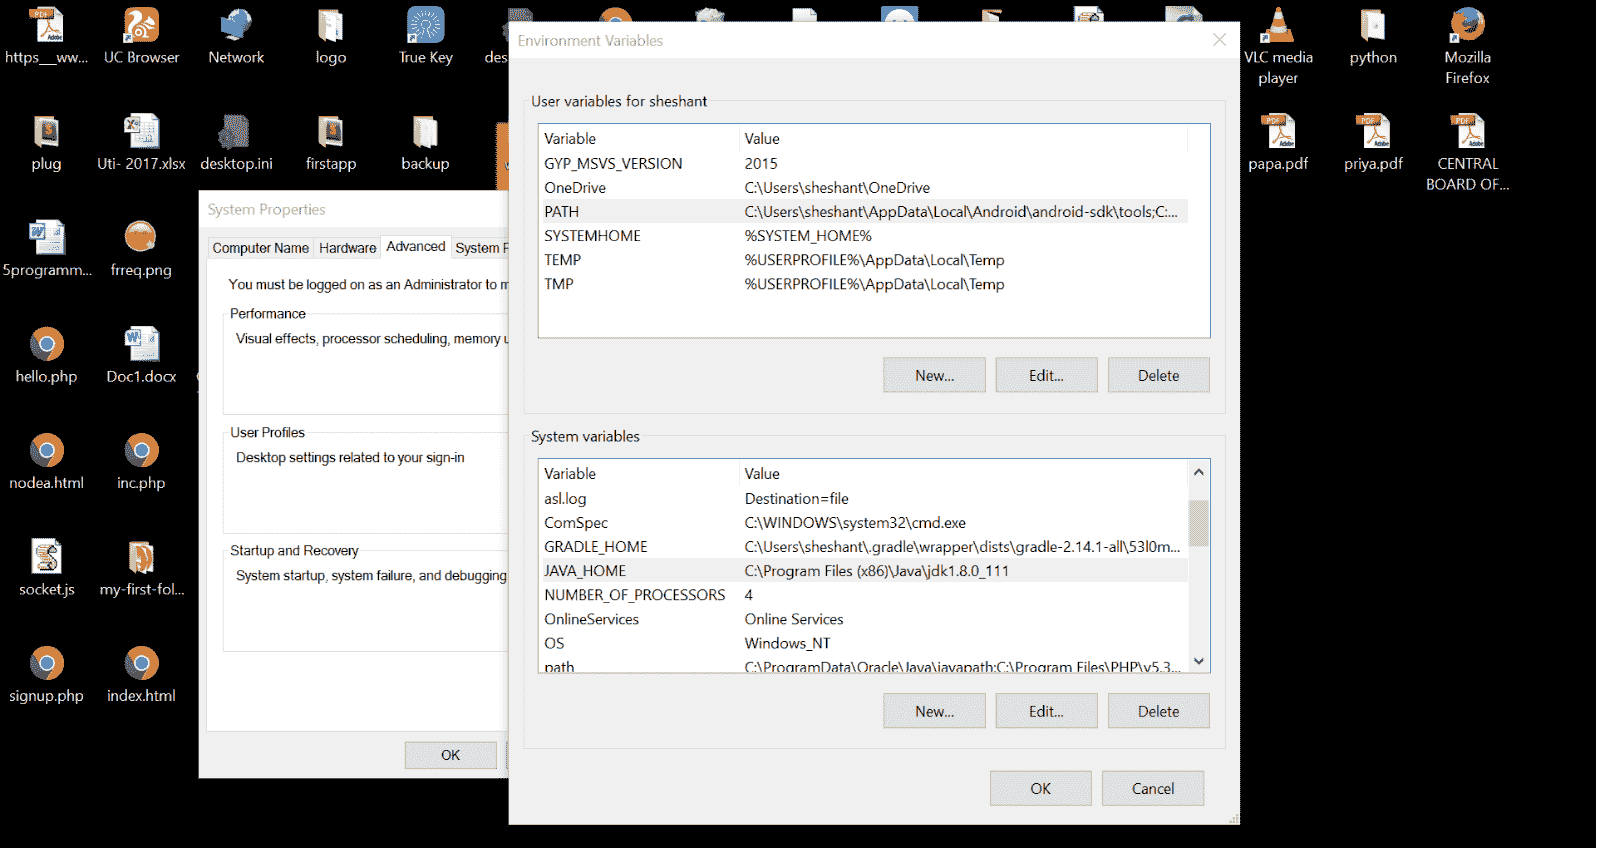 https__ww...
UC Browser
Network
logo
True Key
VLC media
player
python
Mozilla
Firefox
plug
Uti- 2017.xlsx
desktop.ini
firstapp
backup
papa.pdf
priya.pdf
CENTRAL
BOARD OF...
5programm...
frreq.png
hello.php
Doc1.docx
nodea.html
inc.php
socket.js
my-first-fol...
signup.php
index.html
System Properties
Computer Name Hardware Advanced System P
You must be logged on as an Administrator to m
Performance
Visual effects, processor scheduling, memory u
User Profiles
Desktop settings related to your sign-in
Startup and Recovery
System startup, system failure, and debugging
OK
Environment Variables
User variables for sheshant
Variable Value
GYP_MSVS_VERSION 2015
OneDrive C:\Users\sheshant\OneDrive
PATH C:\Users\sheshant\AppData\Local\Android\android-sdk\tools;C:...
SYSTEMHOME %SYSTEM_HOME%
TEMP %USERPROFILE%\AppData\Local\Temp
TMP %USERPROFILE%\AppData\Local\Temp
New... Edit... Delete
System variables
Variable Value
asl.log Destination=file
ComSpec C:\WINDOWS\system32\cmd.exe
GRADLE_HOME C:\Users\sheshant\.gradle\wrapper\dists\gradle-2.14.1-all\53l0m...
JAVA_HOME C:\Program Files (x86)\Java\jdk1.8.0_111
NUMBER_OF_PROCESSORS 4
OnlineServices Online Services
OS Windows_NT
path C:\ProgramData\Oracle\Java\javapath;C:\Program Files\PHP\v5.3...
New... Edit... Delete
OK Cancel